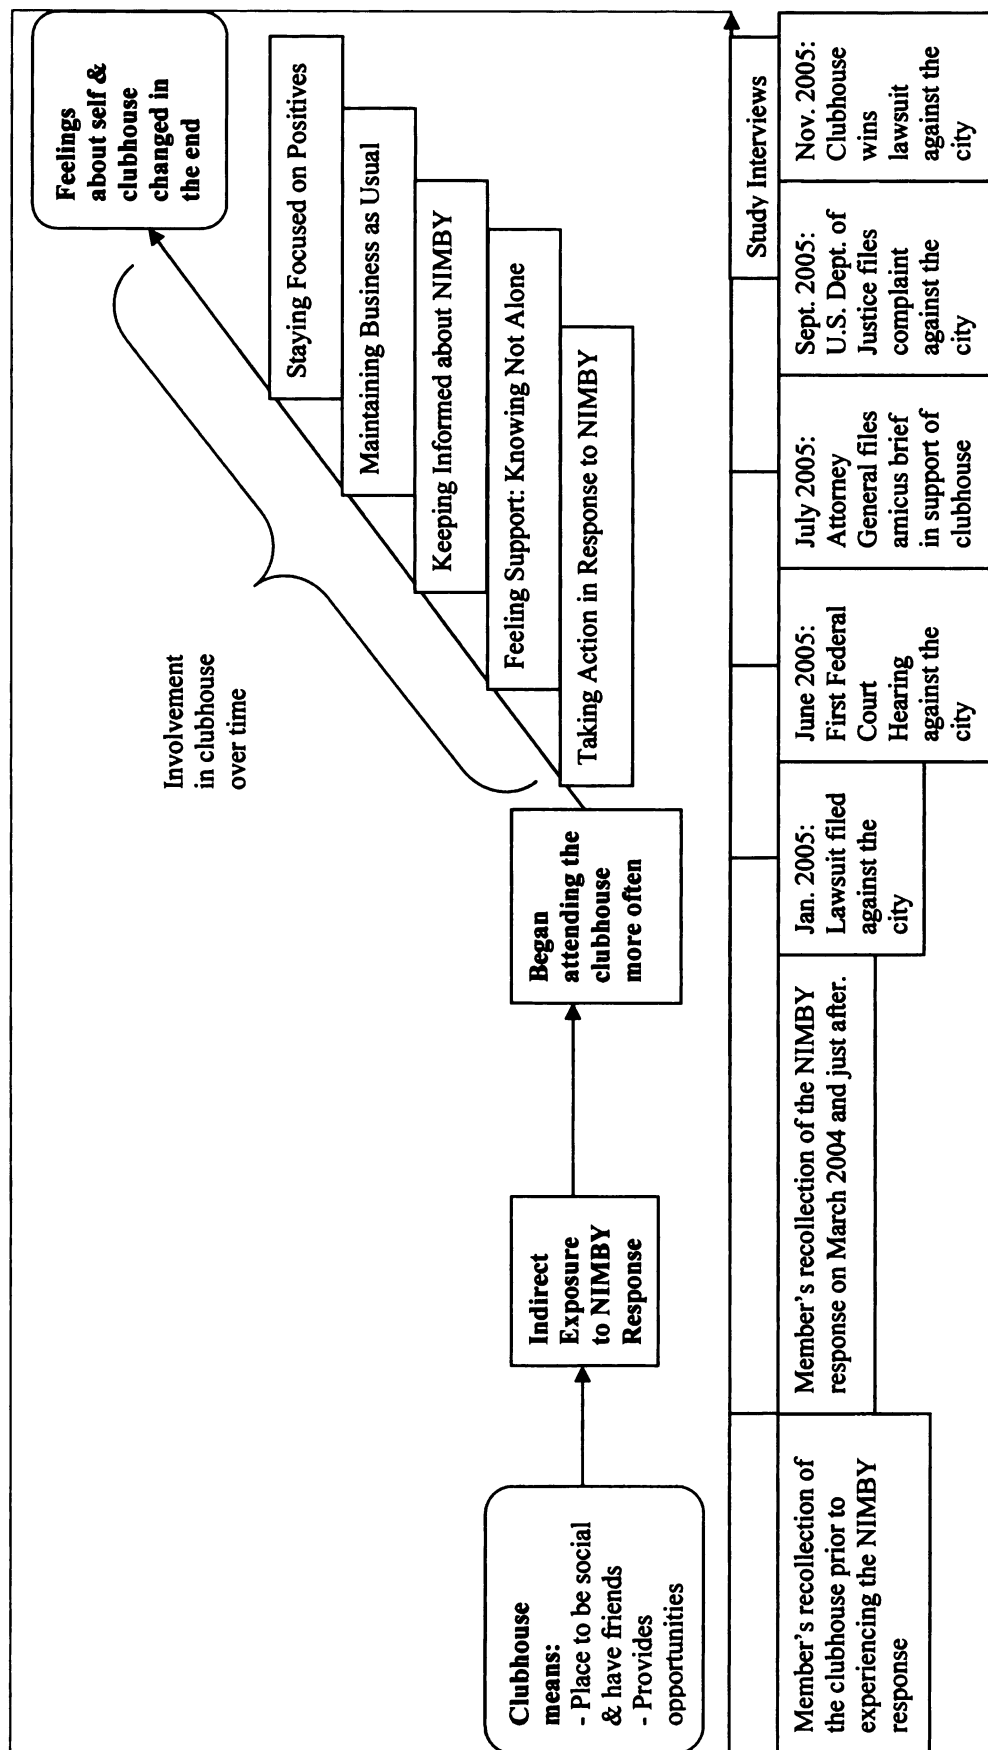 Clubhouse
means:
- Place to be social
& have friends
- Provides
opportunities
Indirect
Exposure
to NIMBY
Response
Began
attending the
clubhouse
more often
Involvement
in clubhouse
over time
Feelings
about self &
clubhouse
changed in
the end
Staying Focused on Positives
Maintaining Business as Usual
Keeping Informed about NIMBY
Feeling Support: Knowing Not Alone
Taking Action in Response to NIMBY
Study Interviews
Member's recollection of
the clubhouse prior to
experiencing the NIMBY
response
Member's recollection of the NIMBY
response on March 2004 and just after.
Jan. 2005:
Lawsuit filed
against the
city
June 2005:
First Federal
Court
Hearing
against the
city
July 2005:
Attorney
General files
amicus brief
in support of
clubhouse
Sept. 2005:
U.S. Dept. of
Justice files
complaint
against the
city
Nov. 2005:
Clubhouse
wins
lawsuit
against the
city